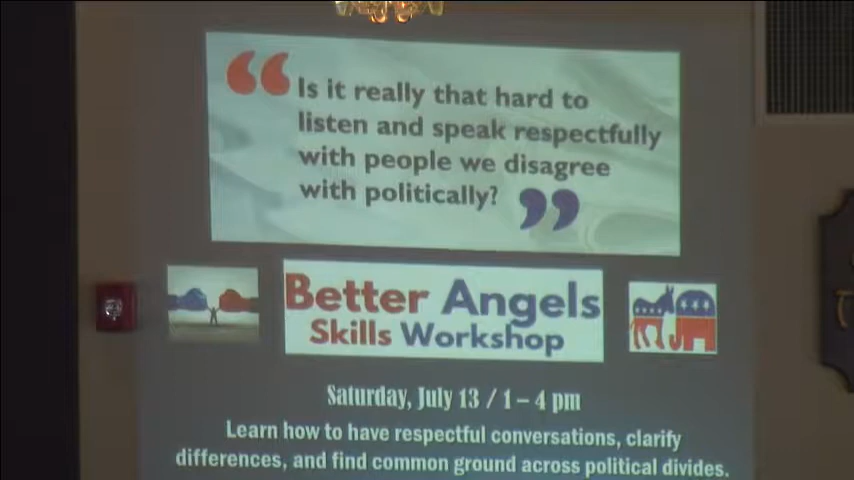 Is it really that hard to
listen and speak respectfully
with people we disagree
with politically?
Better Angels
Skills Workshop
Saturday, July 13 / 1 – 4 pm
Learn how to have respectful conversations, clarify
differences, and find common ground across political divides.